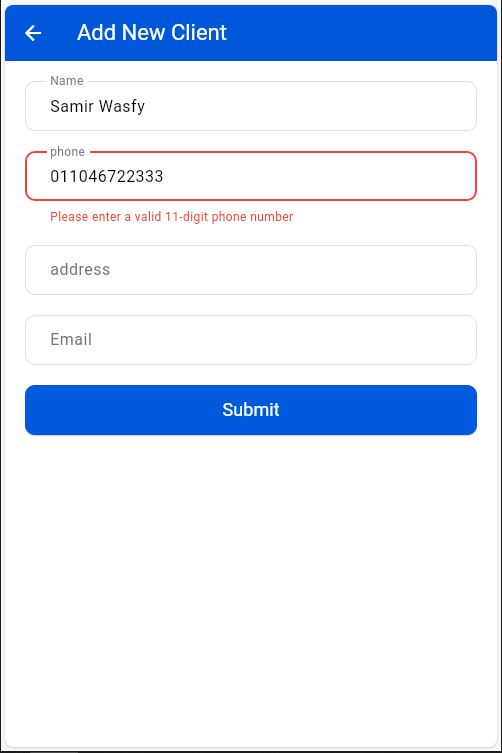 Add New Client
Name
Samir Wasfy
phone
011046722333
Please enter a valid 11-digit phone number
address
Email
Submit